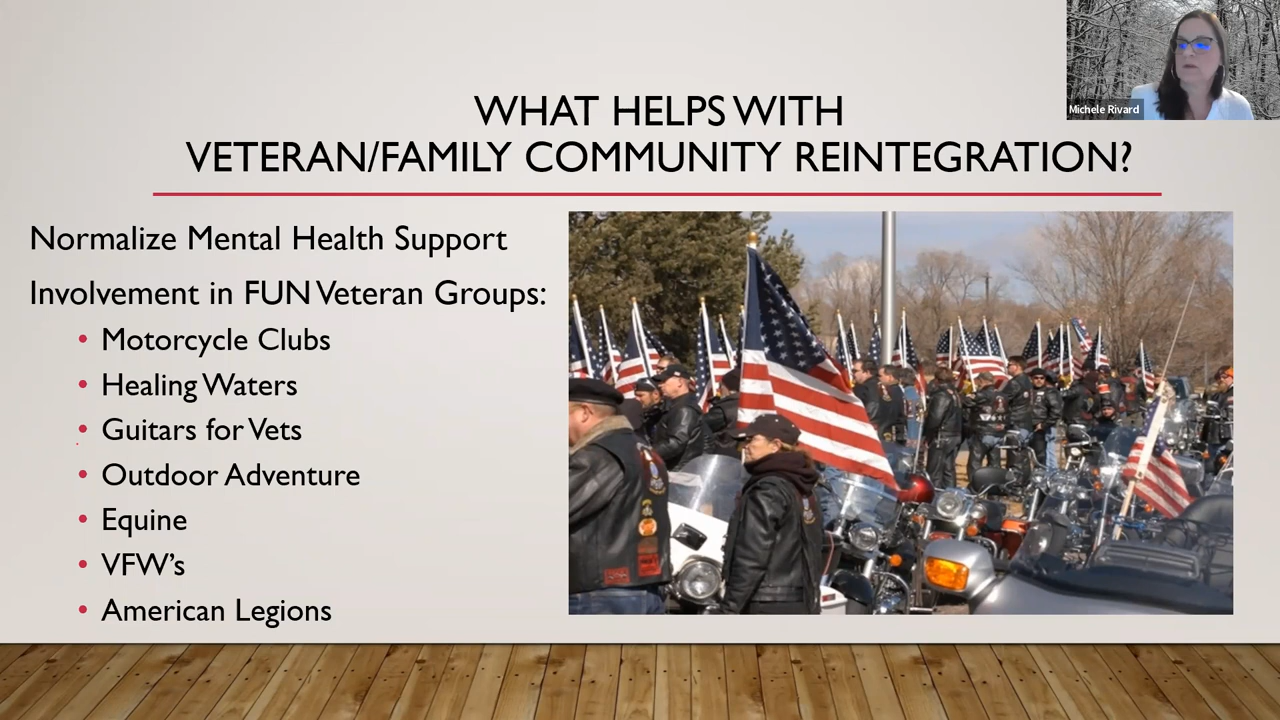 Michele Rivard
WHAT HELPS WITH
VETERAN/FAMILY COMMUNITY REINTEGRATION?
Normalize Mental Health Support
Involvement in FUN Veteran Groups:
• Motorcycle Clubs
• Healing Waters
• Guitars for Vets
• Outdoor Adventure
• Equine
• VFW's
• American Legions